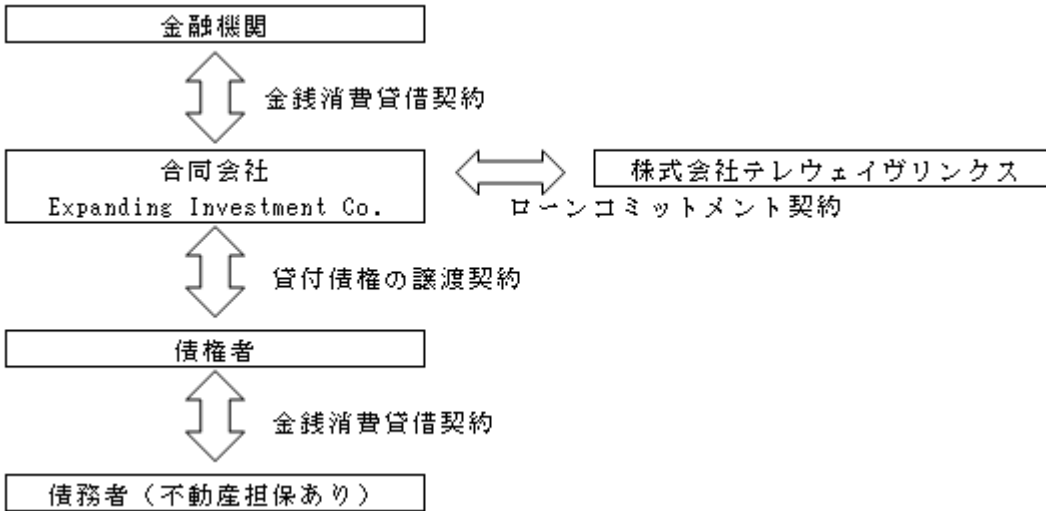 金融機関
金銭消費貸借契約
合同会社
Expanding Investment Co.
株式会社テレウェイヴリンクス
ローンコミットメント契約
貸付債権の譲渡契約
債権者
金銭消費貸借契約
債務者（不動産担保あり）